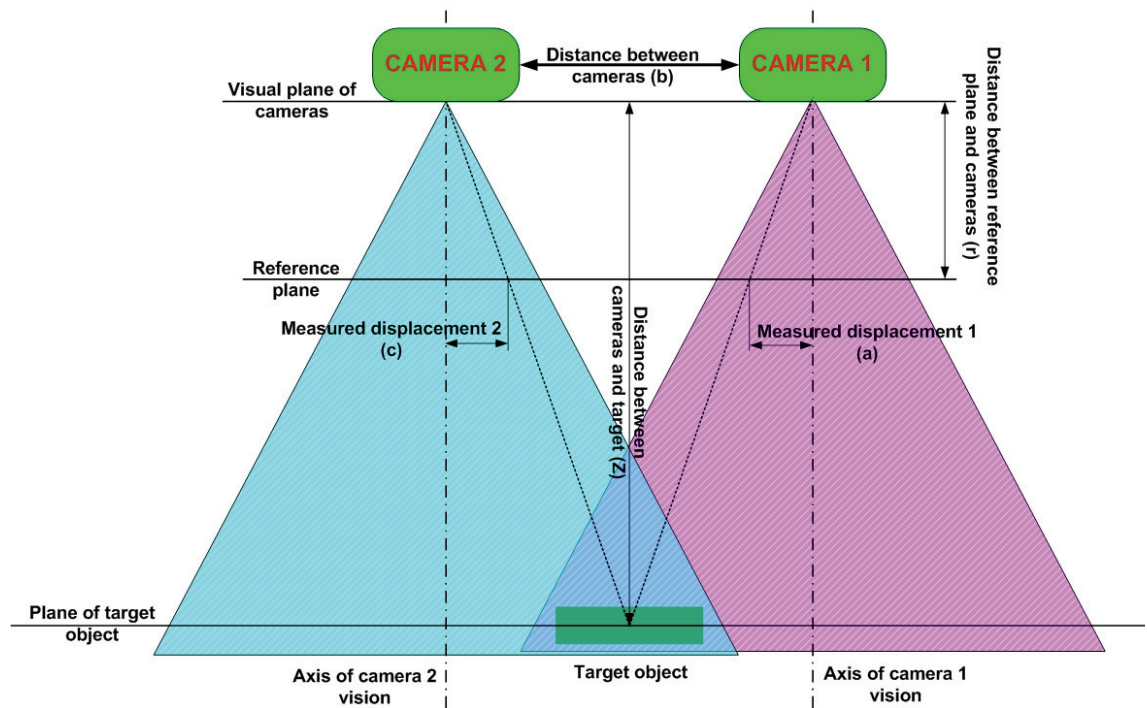 CAMERA 2
Distance between
cameras (b)
CAMERA 1
Visual plane of
cameras
Distance between reference
plane and cameras (r)
Reference
plane
Measured displacement 2
(c)
Distance between
cameras and target (Z)
Measured displacement 1
(a)
Plane of target
object
Axis of camera 2
vision
Target object
Axis of camera 1
vision